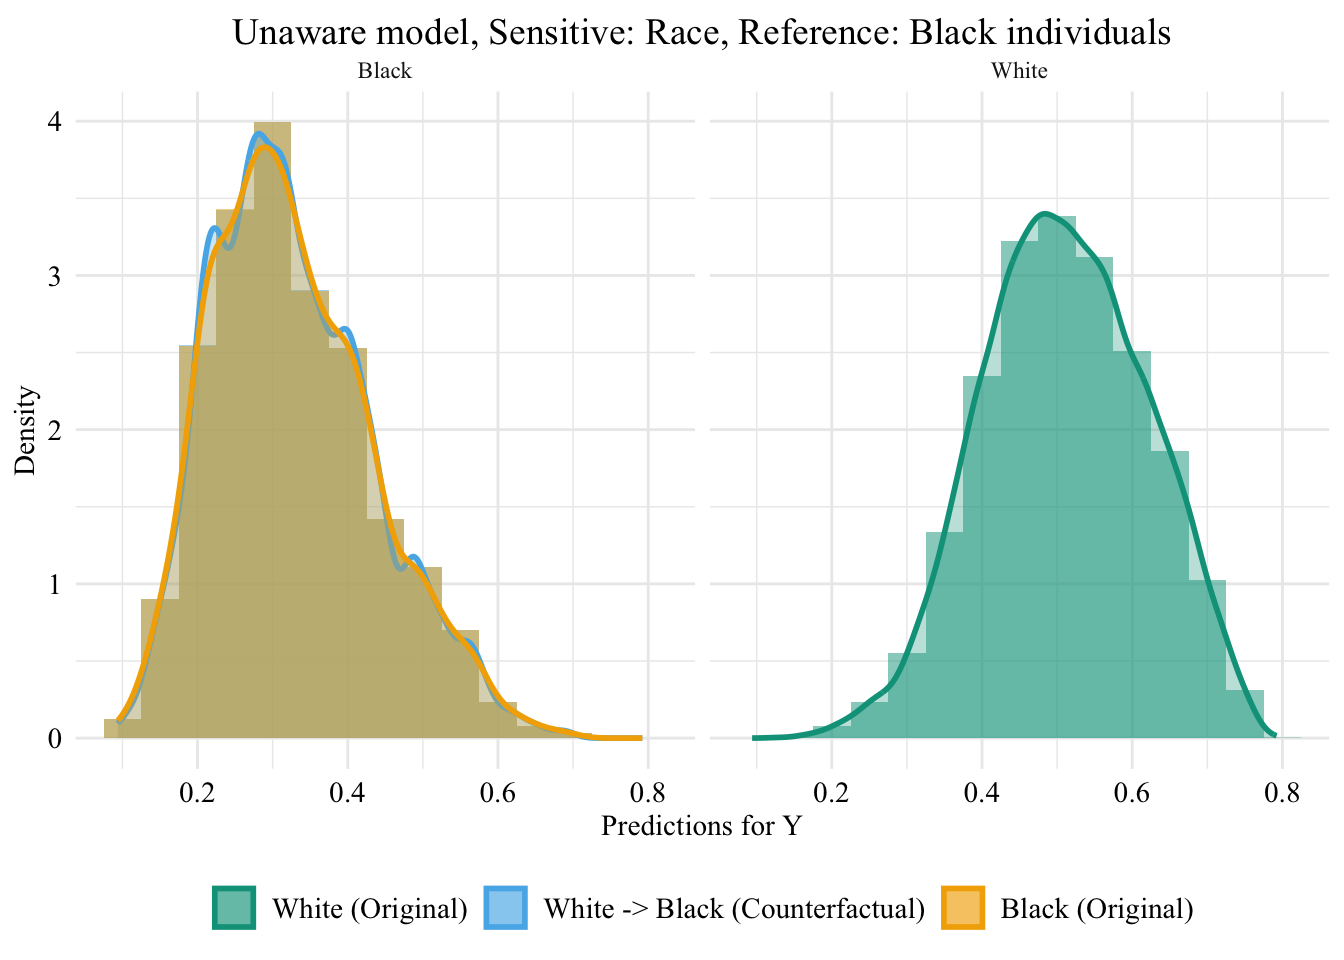 Unaware model, Sensitive: Race, Reference: Black individuals
Black
White
4
3
2
1
0
Density
0.2 0.4 0.6 0.8
0.2 0.4 0.6 0.8
Predictions for Y
White (Original) White -> Black (Counterfactual) Black (Original)